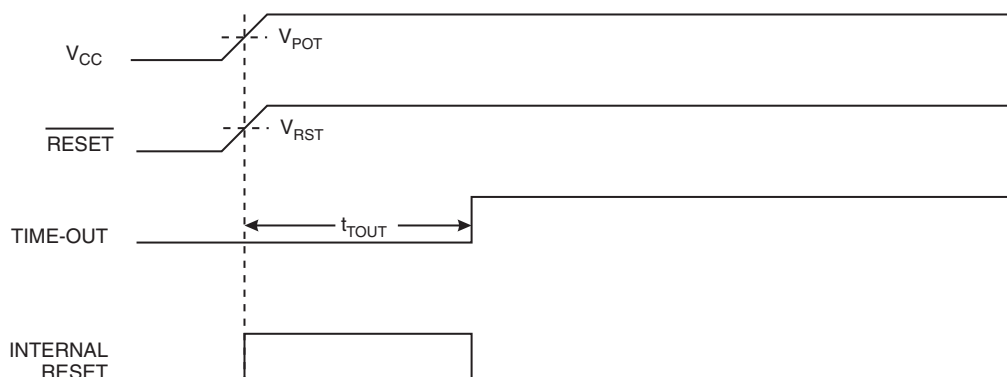 V_POT
V_CC
RESET
V_RST
TIME-OUT
t_TOUT
INTERNAL
RESET